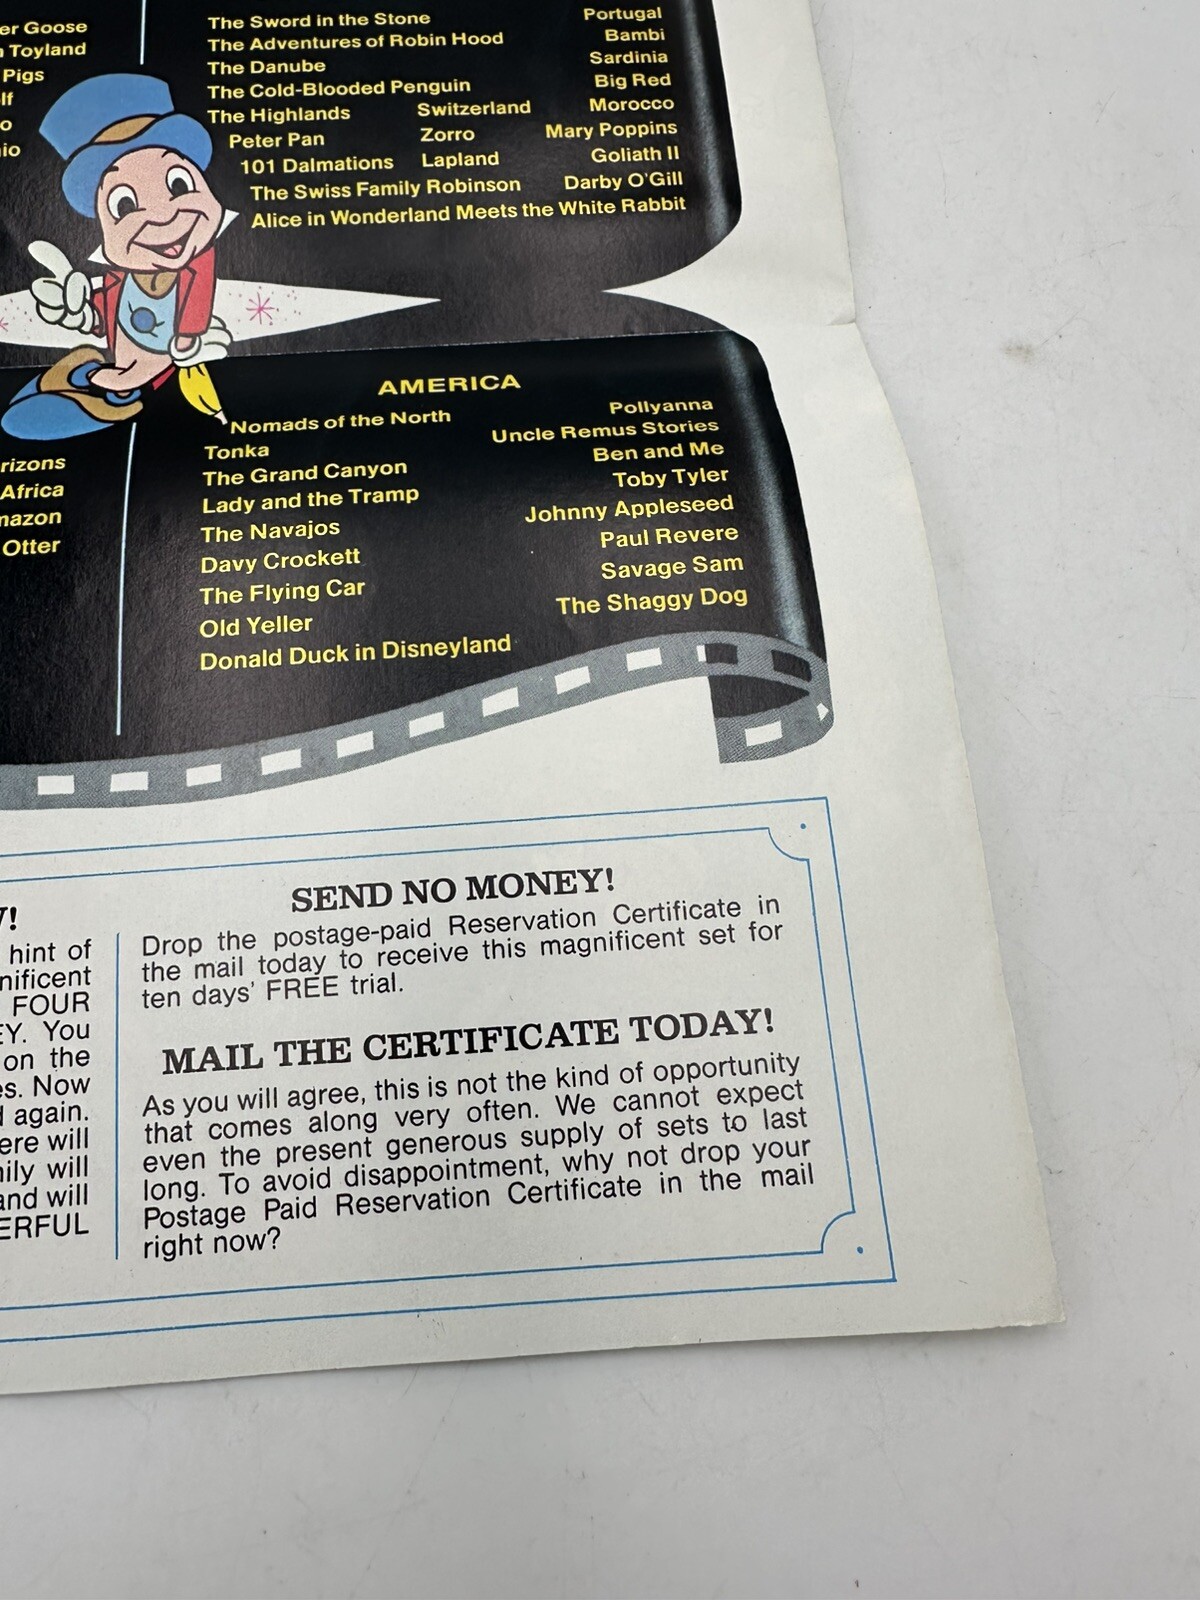 er Goose
Toyland
Pigs
The Sword in the Stone
The Adventures of Robin Hood
The Danube
The Cold-Blooded Penguin
The Highlands
Peter Pan
101 Dalmations
The Swiss Family Robinson
Alice in Wonderland Meets the White Rabbit
Switzerland
Zorro
Lapland
Portugal
Bambi
Sardinia
Big Red
Morocco
Mary Poppins
Goliath II
Darby O'Gill
rizons
Africa
mazon
Otter
AMERICA
Nomads of the North
Tonka
The Grand Canyon
Lady and the Tramp
The Navajos
Davy Crockett
The Flying Car
Old Yeller
Donald Duck in Disneyland
Pollyanna
Uncle Remus Stories
Ben and Me
Toby Tyler
Johnny Appleseed
Paul Revere
Savage Sam
The Shaggy Dog
hint of
nificent
FOUR
EY. You
on the
es. Now
again.
ere will
ily will
and will
ERFUL
SEND NO MONEY!
Drop the postage-paid Reservation Certificate in
the mail today to receive this magnificent set for
ten days' FREE trial.
MAIL THE CERTIFICATE TODAY!
As you will agree, this is not the kind of opportunity
that comes along very often. We cannot expect
even the present generous supply of sets to last
long. To avoid disappointment, why not drop your
Postage Paid Reservation Certificate in the mail
right now?